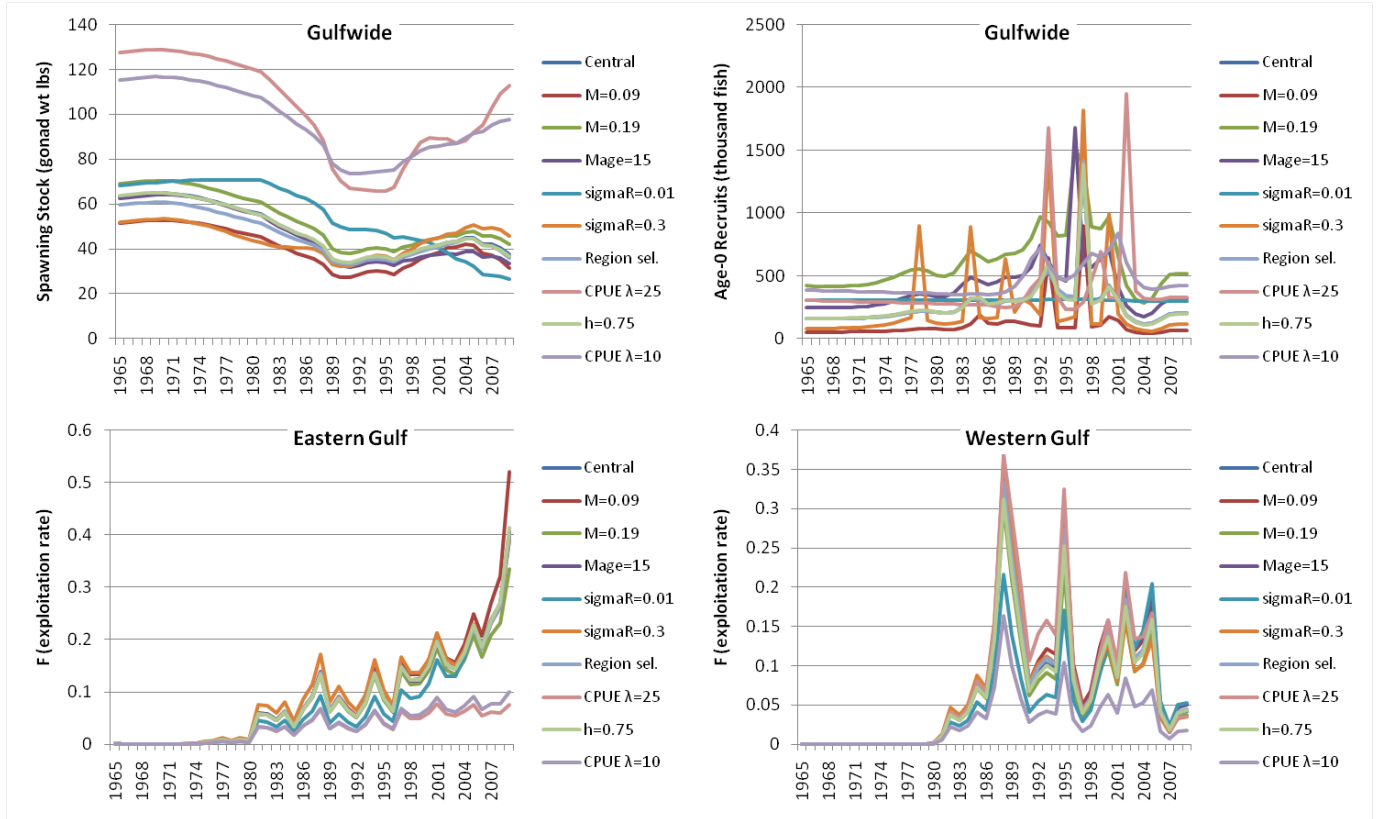 Gulfwide
Spawning Stock (gonad wt lbs)
140
120
100
80
60
40
20
0
1965
1968
1971
1974
1977
1980
1983
1986
1989
1992
1995
1998
2001
2004
2007
Central
M=0.09
M=0.19
Mage=15
sigmaR=0.01
sigmaR=0.3
Region sel.
CPUE λ=25
h=0.75
CPUE λ=10
Gulfwide
Age-0 Recruits (thousand fish)
2500
2000
1500
1000
500
0
1965
1968
1971
1974
1977
1980
1983
1986
1989
1992
1995
1998
2001
2004
2007
Central
M=0.09
M=0.19
Mage=15
sigmaR=0.01
sigmaR=0.3
Region sel.
CPUE λ=25
h=0.75
CPUE λ=10
Eastern Gulf
F (exploitation rate)
0.6
0.5
0.4
0.3
0.2
0.1
0
1965
1968
1971
1974
1977
1980
1983
1986
1989
1992
1995
1998
2001
2004
2007
Central
M=0.09
M=0.19
Mage=15
sigmaR=0.01
sigmaR=0.3
Region sel.
CPUE λ=25
h=0.75
CPUE λ=10
Western Gulf
F (exploitation rate)
0.4
0.35
0.3
0.25
0.2
0.15
0.1
0.05
0
1965
1968
1971
1974
1977
1980
1983
1986
1989
1992
1995
1998
2001
2004
2007
Central
M=0.09
M=0.19
Mage=15
sigmaR=0.01
sigmaR=0.3
Region sel.
CPUE λ=25
h=0.75
CPUE λ=10